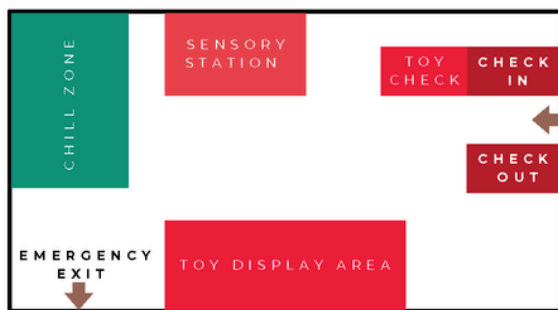 CHILL ZONE
SENSORY
STATION
TOY
CHECK
CHECK
IN
CHECK
OUT
EMERGENCY
EXIT
TOY DISPLAY AREA